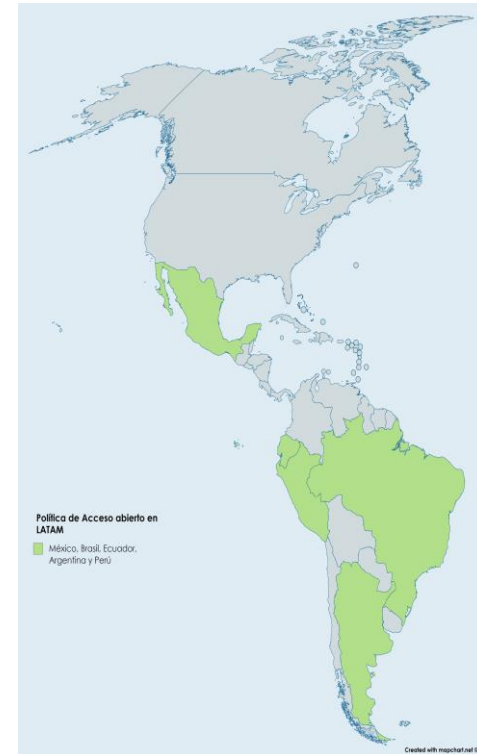 Política de Acceso abierto en
LATAM
México, Brasil, Ecuador,
Argentina y Perú
Created with mapchart.net